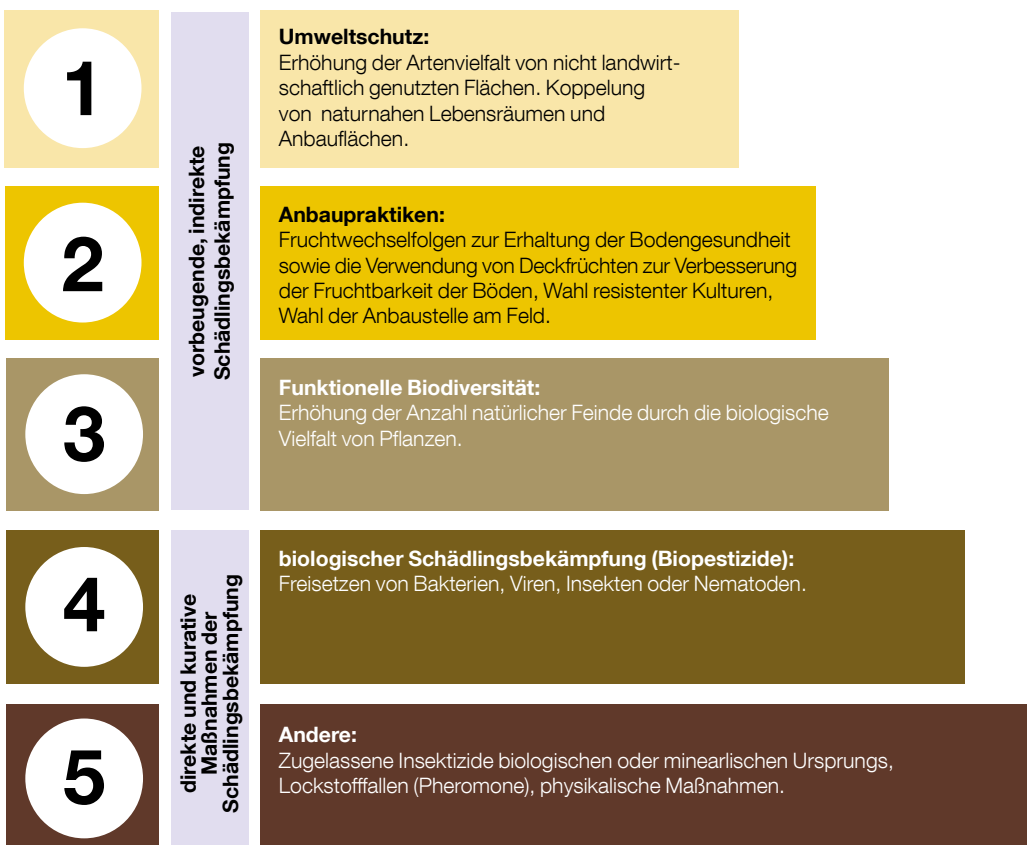 1
Umweltschutz:
Erhöhung der Artenvielfalt von nicht landwirt-
schaftlich genutzten Flächen. Koppelung
von naturnahen Lebensräumen und
Anbauflächen.
vorbeugende, indirekte
Schädlingsbekämpfung
2
Anbaupraktiken:
Fruchtwechselfolgen zur Erhaltung der Bodengesundheit
sowie die Verwendung von Deckfrüchten zur Verbesserung
der Fruchtbarkeit der Böden, Wahl resistenter Kulturen,
Wahl der Anbaustelle am Feld.
3
Funktionelle Biodiversität:
Erhöhung der Anzahl natürlicher Feinde durch die biologische
Vielfalt von Pflanzen.
4
biologischer Schädlingsbekämpfung (Biopestizide):
Freisetzen von Bakterien, Viren, Insekten oder Nematoden.
direkte und kurative
Maßnahmen der
Schädlingsbekämpfung
5
Andere:
Zugelassene Insektizide biologischen oder minearlischen Ursprungs,
Lockstofffallen (Pheromone), physikalische Maßnahmen.